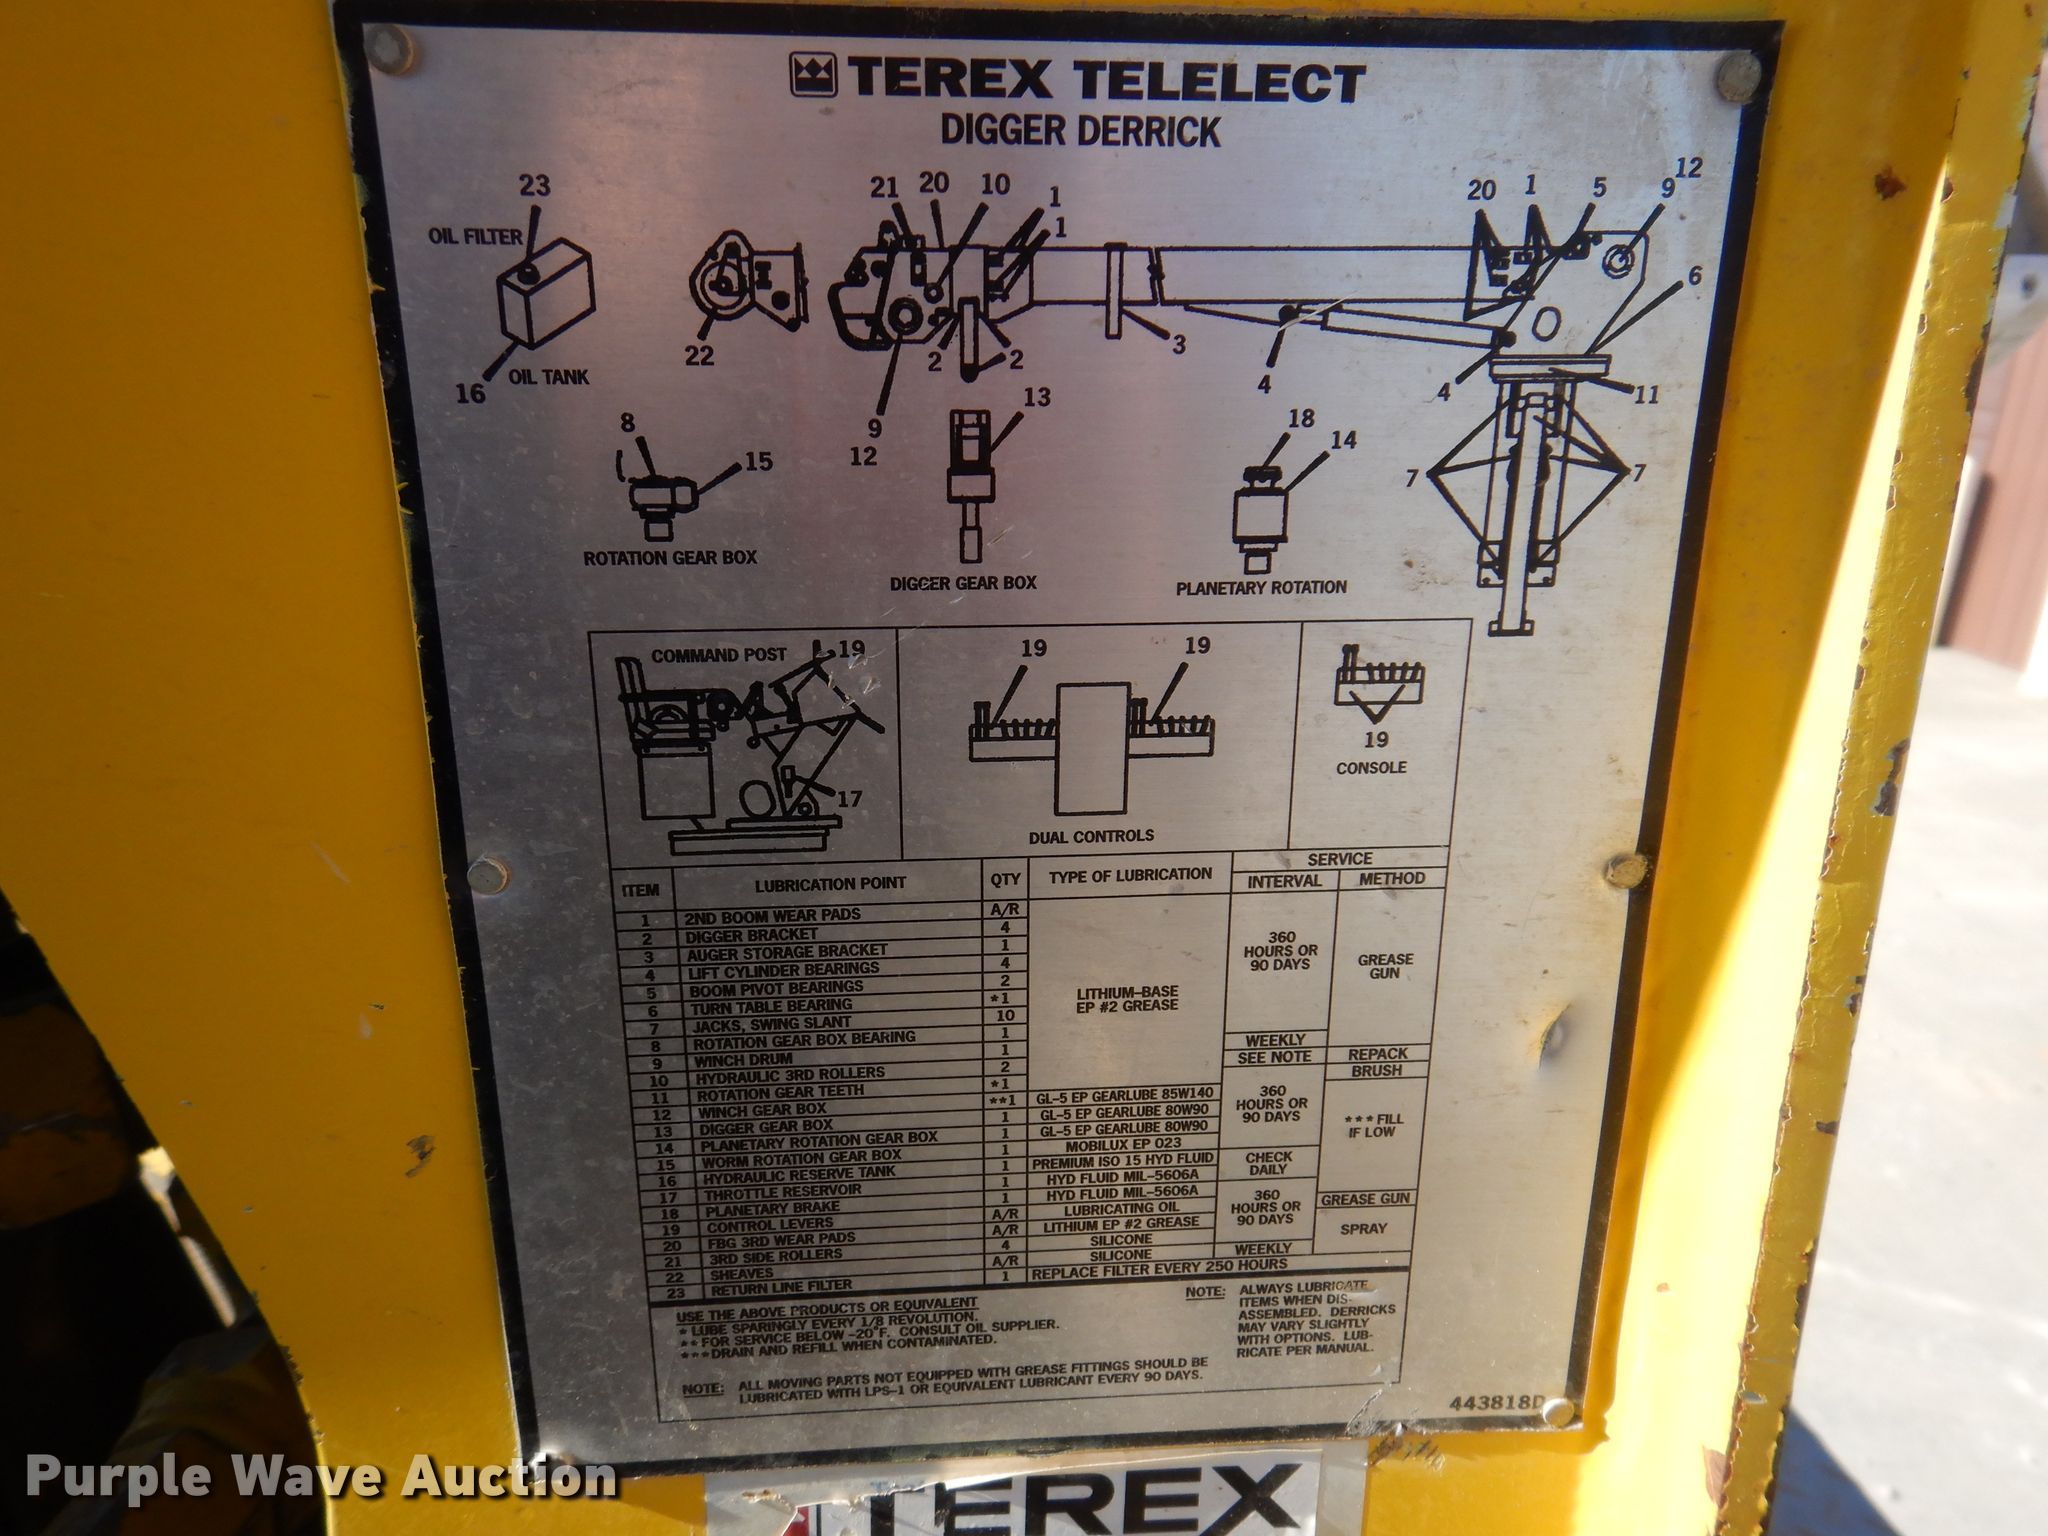 TEREX TELELECT
DIGGER DERRICK
23
OIL FILTER
16
OIL TANK
22
21 20 10 1
1
2 2
9
12
3
4
20 1 5 9 12
6
4
11
7 7
8
15
ROTATION GEAR BOX
13
DIGGER GEAR BOX
18
14
PLANETARY ROTATION
COMMAND POST
19
17
19 19
DUAL CONTROLS
19
CONSOLE
ITEM LUBRICATION POINT QTY TYPE OF LUBRICATION SERVICE
INTERVAL METHOD
1 2ND BOOM WEAR PADS A/R
2 DIGGER BRACKET 4
3 AUGER STORAGE BRACKET 1
4 LIFT CYLINDER BEARINGS 4
5 BOOM PIVOT BEARINGS 2
6 TURN TABLE BEARING *1
7 JACKS, SWING SLANT 10
8 ROTATION GEAR BOX BEARING 1
9 WINCH DRUM 1
10 HYDRAULIC 3RD ROLLERS 2
11 ROTATION GEAR TEETH *1
12 WINCH GEAR BOX **1 GL-5 EP GEARLUBE 85W140
13 DIGGER GEAR BOX 1 GL-5 EP GEARLUBE 80W90
14 PLANETARY ROTATION GEAR BOX 1 GL-5 EP GEARLUBE 80W90
15 WORM ROTATION GEAR BOX 1 MOBILUX EP 023
16 HYDRAULIC RESERVE TANK 1 PREMIUM ISO 15 HYD FLUID
17 THROTTLE RESERVOIR 1 HYD FLUID MIL-5606A
18 PLANETARY BRAKE 1 HYD FLUID MIL-5606A
19 CONTROL LEVERS A/R LUBRICATING OIL
20 FBG 3RD WEAR PADS A/R LITHIUM EP #2 GREASE
21 3RD SIDE ROLLERS 4 SILICONE
22 SHEAVES A/R SILICONE
23 RETURN LINE FILTER 1 REPLACE FILTER EVERY 250 HOURS
LITHIUM-BASE
EP #2 GREASE
360
HOURS OR
90 DAYS
WEEKLY
SEE NOTE
360
HOURS OR
90 DAYS
CHECK
DAILY
360
HOURS OR
90 DAYS
WEEKLY
GREASE
GUN
REPACK
BRUSH
***FILL
IF LOW
GREASE GUN
SPRAY
USE THE ABOVE PRODUCTS OR EQUIVALENT
* LUBE SPARINGLY EVERY 1/8 REVOLUTION.
** FOR SERVICE BELOW -20°F. CONSULT OIL SUPPLIER.
***DRAIN AND REFILL WHEN CONTAMINATED.
NOTE: ALWAYS LUBRICATE
ITEMS WHEN DIS-
ASSEMBLED. DERRICKS
MAY VARY SLIGHTLY
WITH OPTIONS. LUB-
RICATE PER MANUAL.
NOTE: ALL MOVING PARTS NOT EQUIPPED WITH GREASE FITTINGS SHOULD BE
LUBRICATED WITH LPS-1 OR EQUIVALENT LUBRICANT EVERY 90 DAYS.
443818D
TEREX
Purple Wave Auction